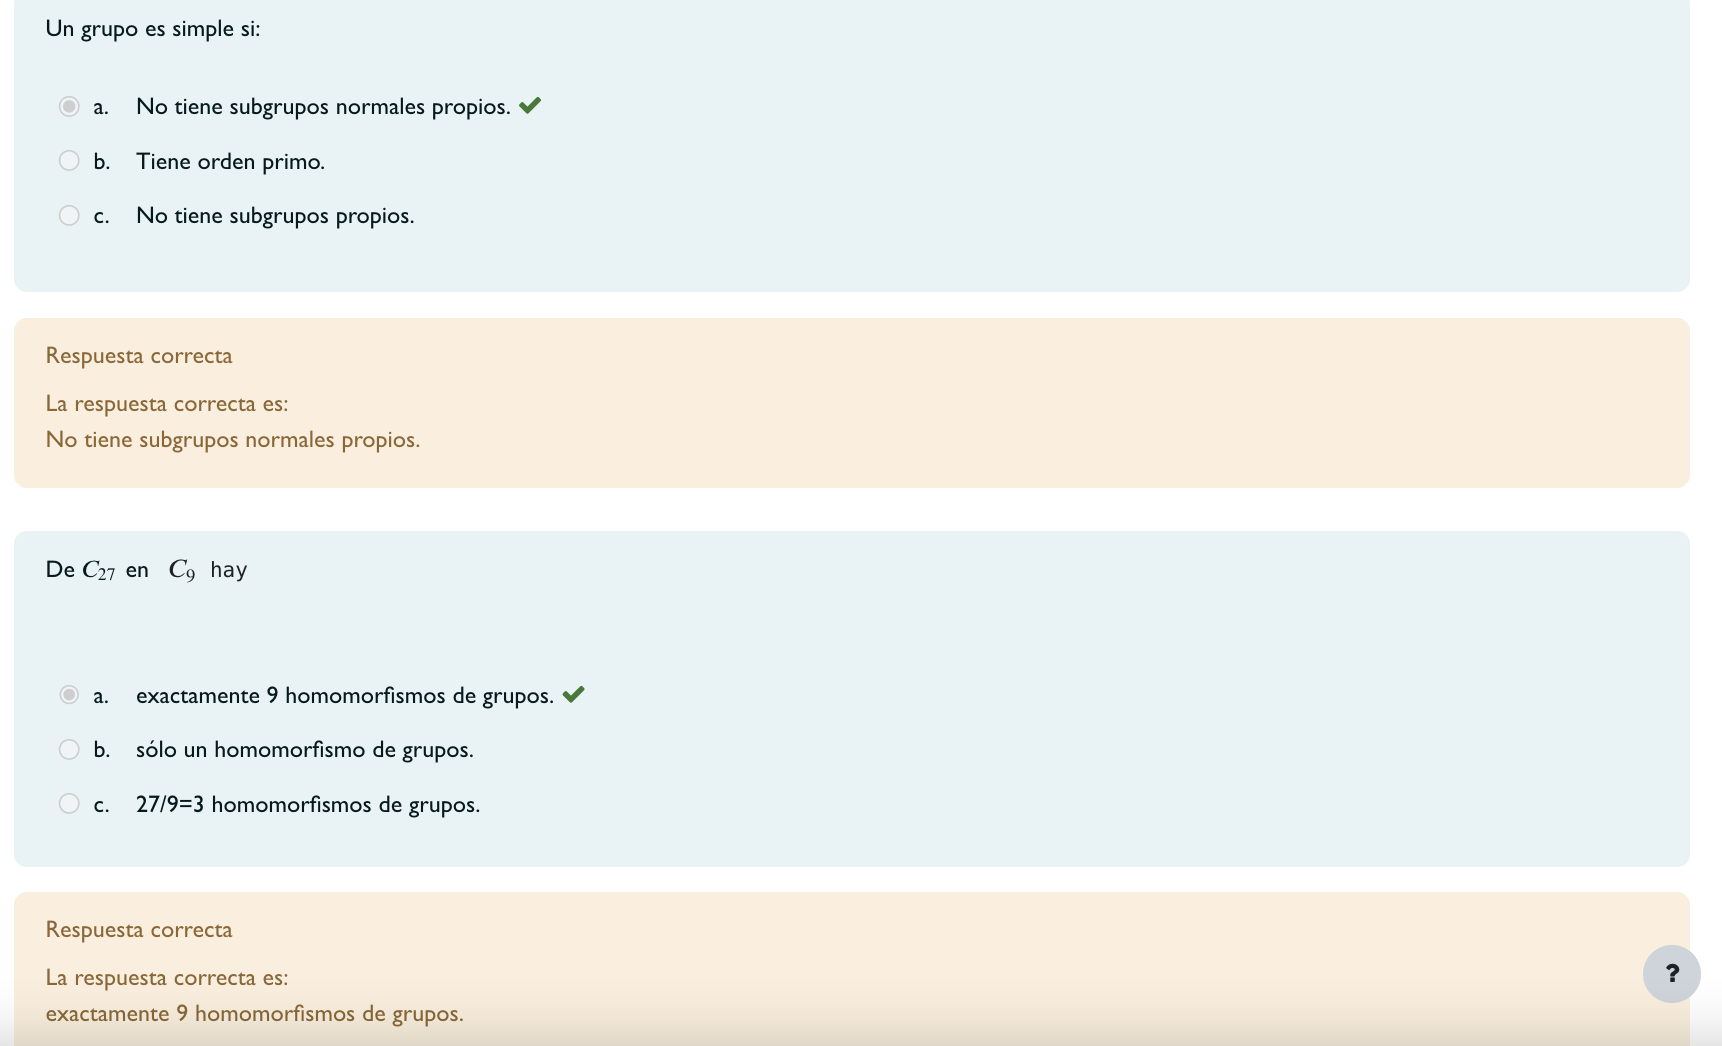 Un grupo es simple si:
a. No tiene subgrupos normales propios.
b. Tiene orden primo.
c. No tiene subgrupos propios.
Respuesta correcta
La respuesta correcta es:
No tiene subgrupos normales propios.
De C₂₇ en C₉ hay
a. exactamente 9 homomorfismos de grupos.
b. sólo un homomorfismo de grupos.
c. 27/9=3 homomorfismos de grupos.
Respuesta correcta
La respuesta correcta es:
exactamente 9 homomorfismos de grupos.
?